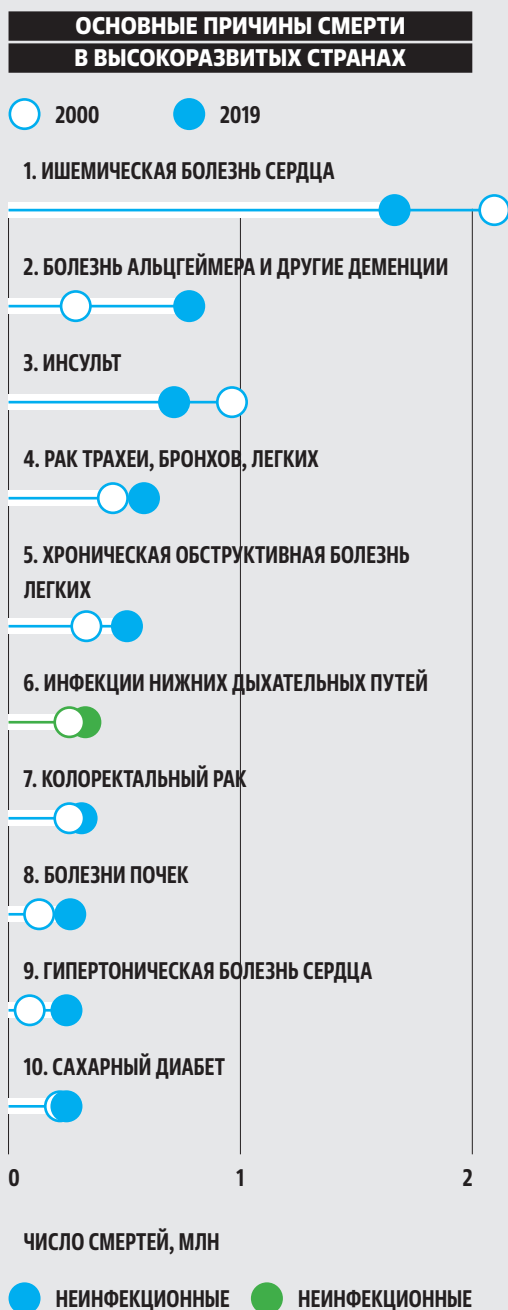 ОСНОВНЫЕ ПРИЧИНЫ СМЕРТИ
В ВЫСОКОРАЗВИТЫХ СТРАНАХ
2000 2019
1. ИШЕМИЧЕСКАЯ БОЛЕЗНЬ СЕРДЦА
2. БОЛЕЗНЬ АЛЬЦГЕЙМЕРА И ДРУГИЕ ДЕМЕНЦИИ
3. ИНСУЛЬТ
4. РАК ТРАХЕИ, БРОНХОВ, ЛЕГКИХ
5. ХРОНИЧЕСКАЯ ОБСТРУКТИВНАЯ БОЛЕЗНЬ
ЛЕГКИХ
6. ИНФЕКЦИИ НИЖНИХ ДЫХАТЕЛЬНЫХ ПУТЕЙ
7. КОЛОРЕКТАЛЬНЫЙ РАК
8. БОЛЕЗНИ ПОЧЕК
9. ГИПЕРТОНИЧЕСКАЯ БОЛЕЗНЬ СЕРДЦА
10. САХАРНЫЙ ДИАБЕТ
0 1 2
ЧИСЛО СМЕРТЕЙ, МЛН
НЕИНФЕКЦИОННЫЕ НЕИНФЕКЦИОННЫЕ